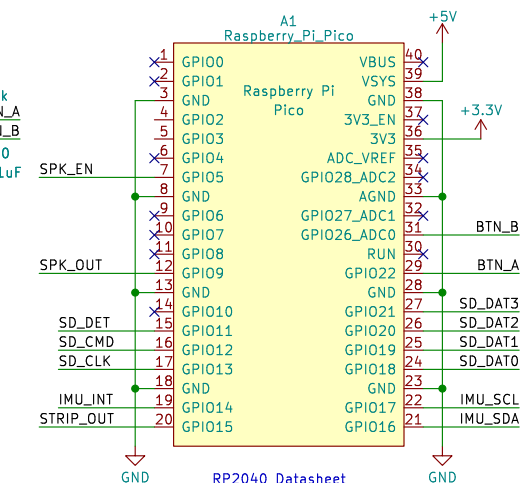 A1
Raspberry_Pi_Pico
+5V
+3.3V
k
N_A
N_B
0
1uF
Raspberry Pi
Pico
1 GPIO0 VBUS 40
2 GPIO1 VSYS 39
3 GND GND 38
4 GPIO2 3V3_EN 37
5 GPIO3 3V3 36
6 GPIO4 ADC_VREF 35
SPK_EN 7 GPIO5 GPIO28_ADC2 34
8 GND AGND 33
9 GPIO6 GPIO27_ADC1 32
10 GPIO7 GPIO26_ADC0 31 BTN_B
11 GPIO8 RUN 30
SPK_OUT 12 GPIO9 GPIO22 29 BTN_A
13 GND GND 28
14 GPIO10 GPIO21 27 SD_DAT3
SD_DET 15 GPIO11 GPIO20 26 SD_DAT2
SD_CMD 16 GPIO12 GPIO19 25 SD_DAT1
SD_CLK 17 GPIO13 GPIO18 24 SD_DAT0
18 GND GND 23
IMU_INT 19 GPIO14 GPIO17 22 IMU_SCL
STRIP_OUT 20 GPIO15 GPIO16 21 IMU_SDA
GND GND
RP2040 Datasheet